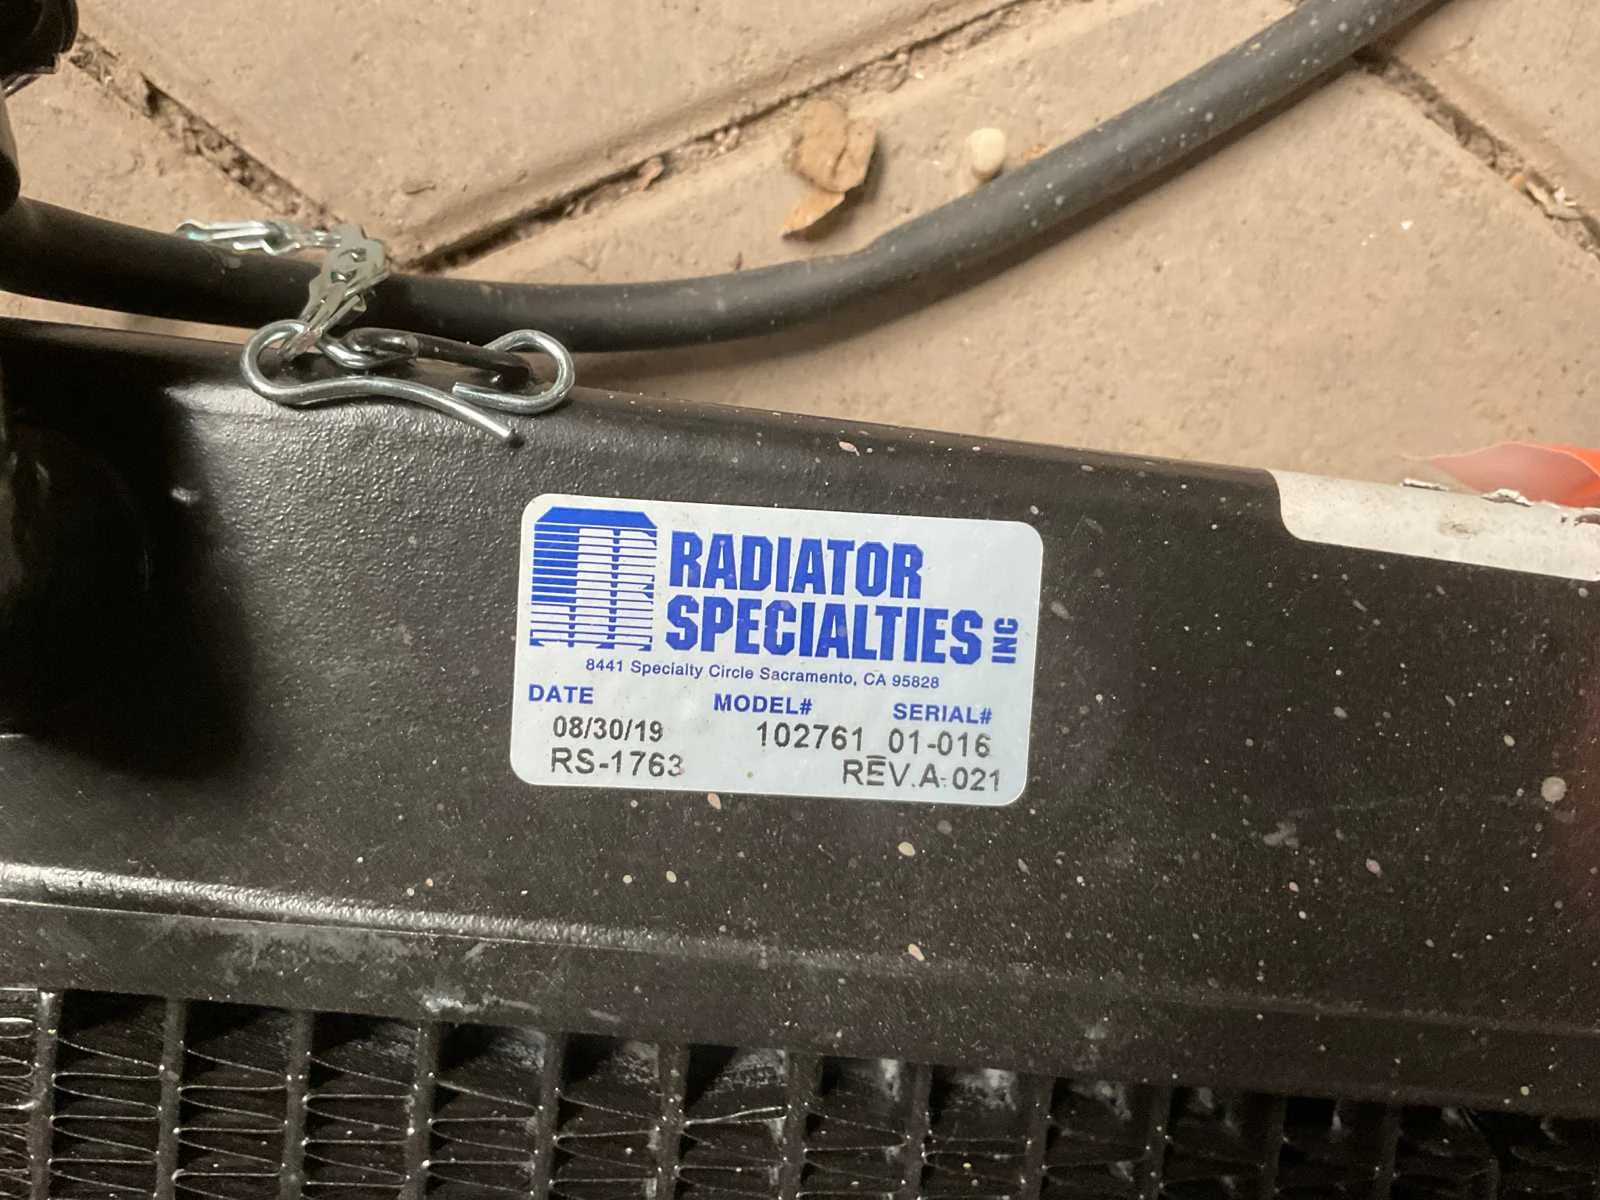 RADIATOR
SPECIALTIES INC
8441 Specialty Circle Sacramento, CA 95828
DATE MODEL# SERIAL#
08/30/19 102761_01-016
RS-1763 REV.A 021